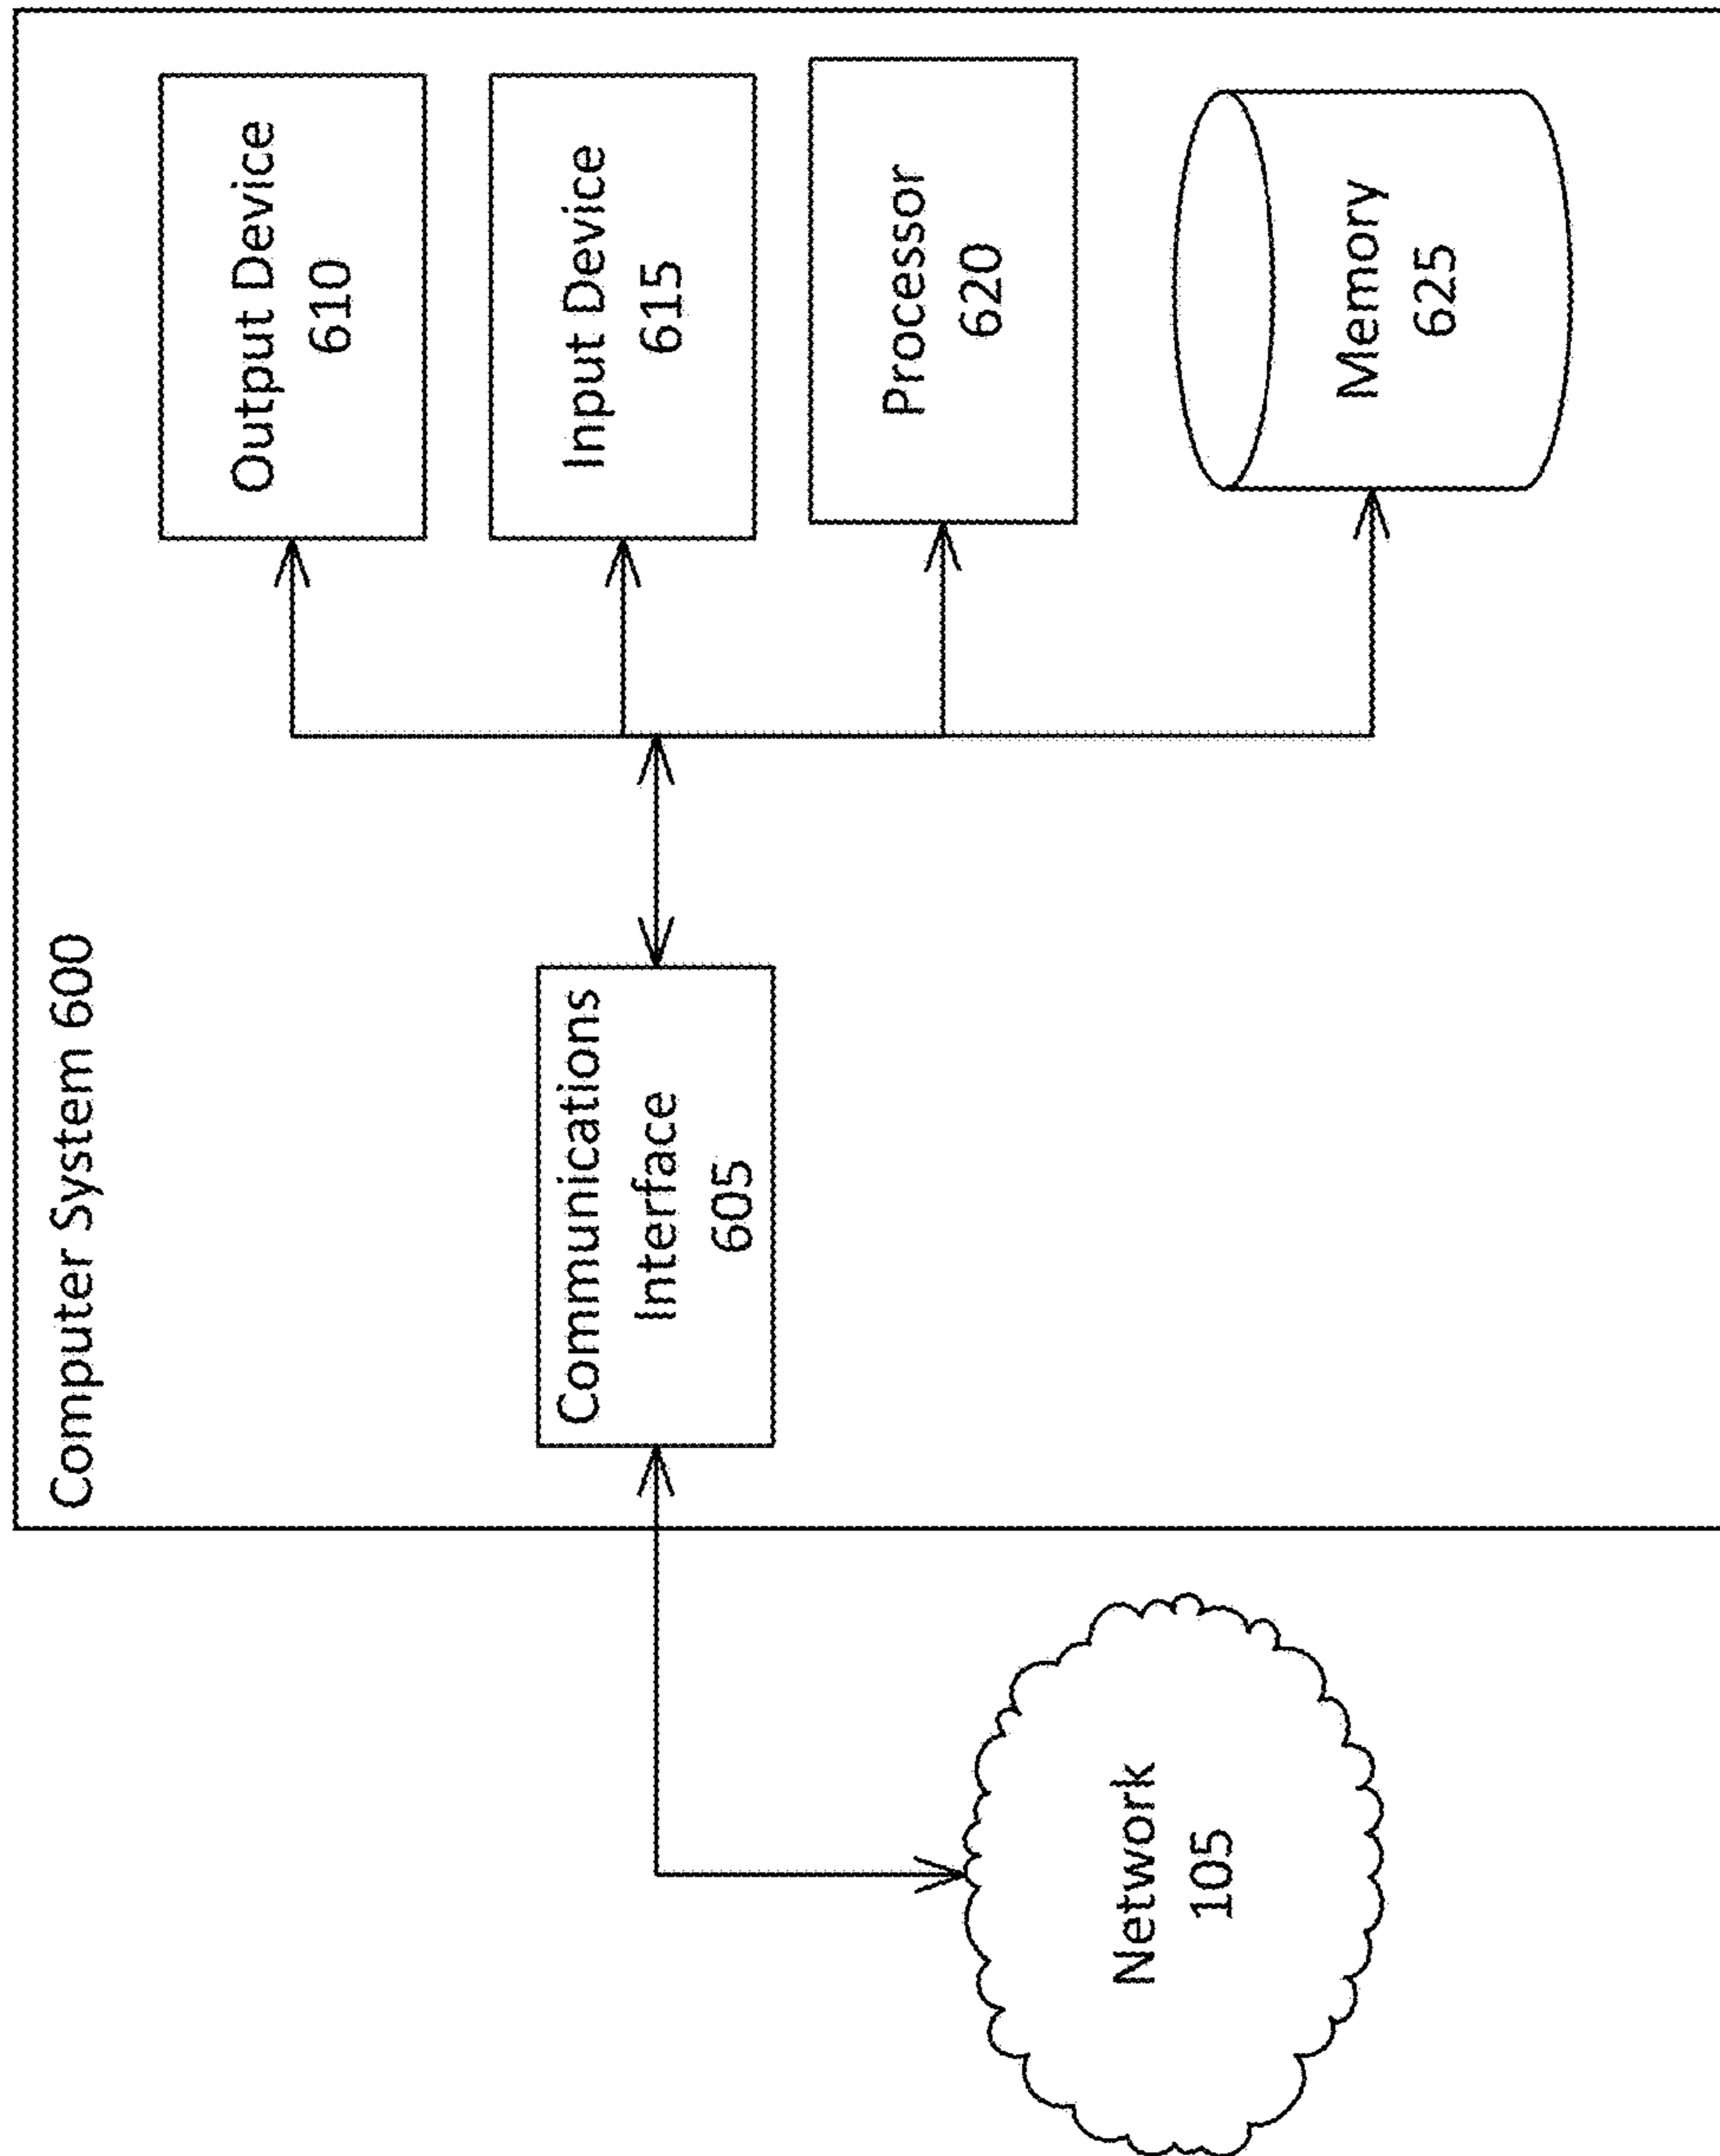 Computer System 600
Output Device
610
Input Device
615
Communications
Interface
605
Processor
620
Network
105
Memory
625